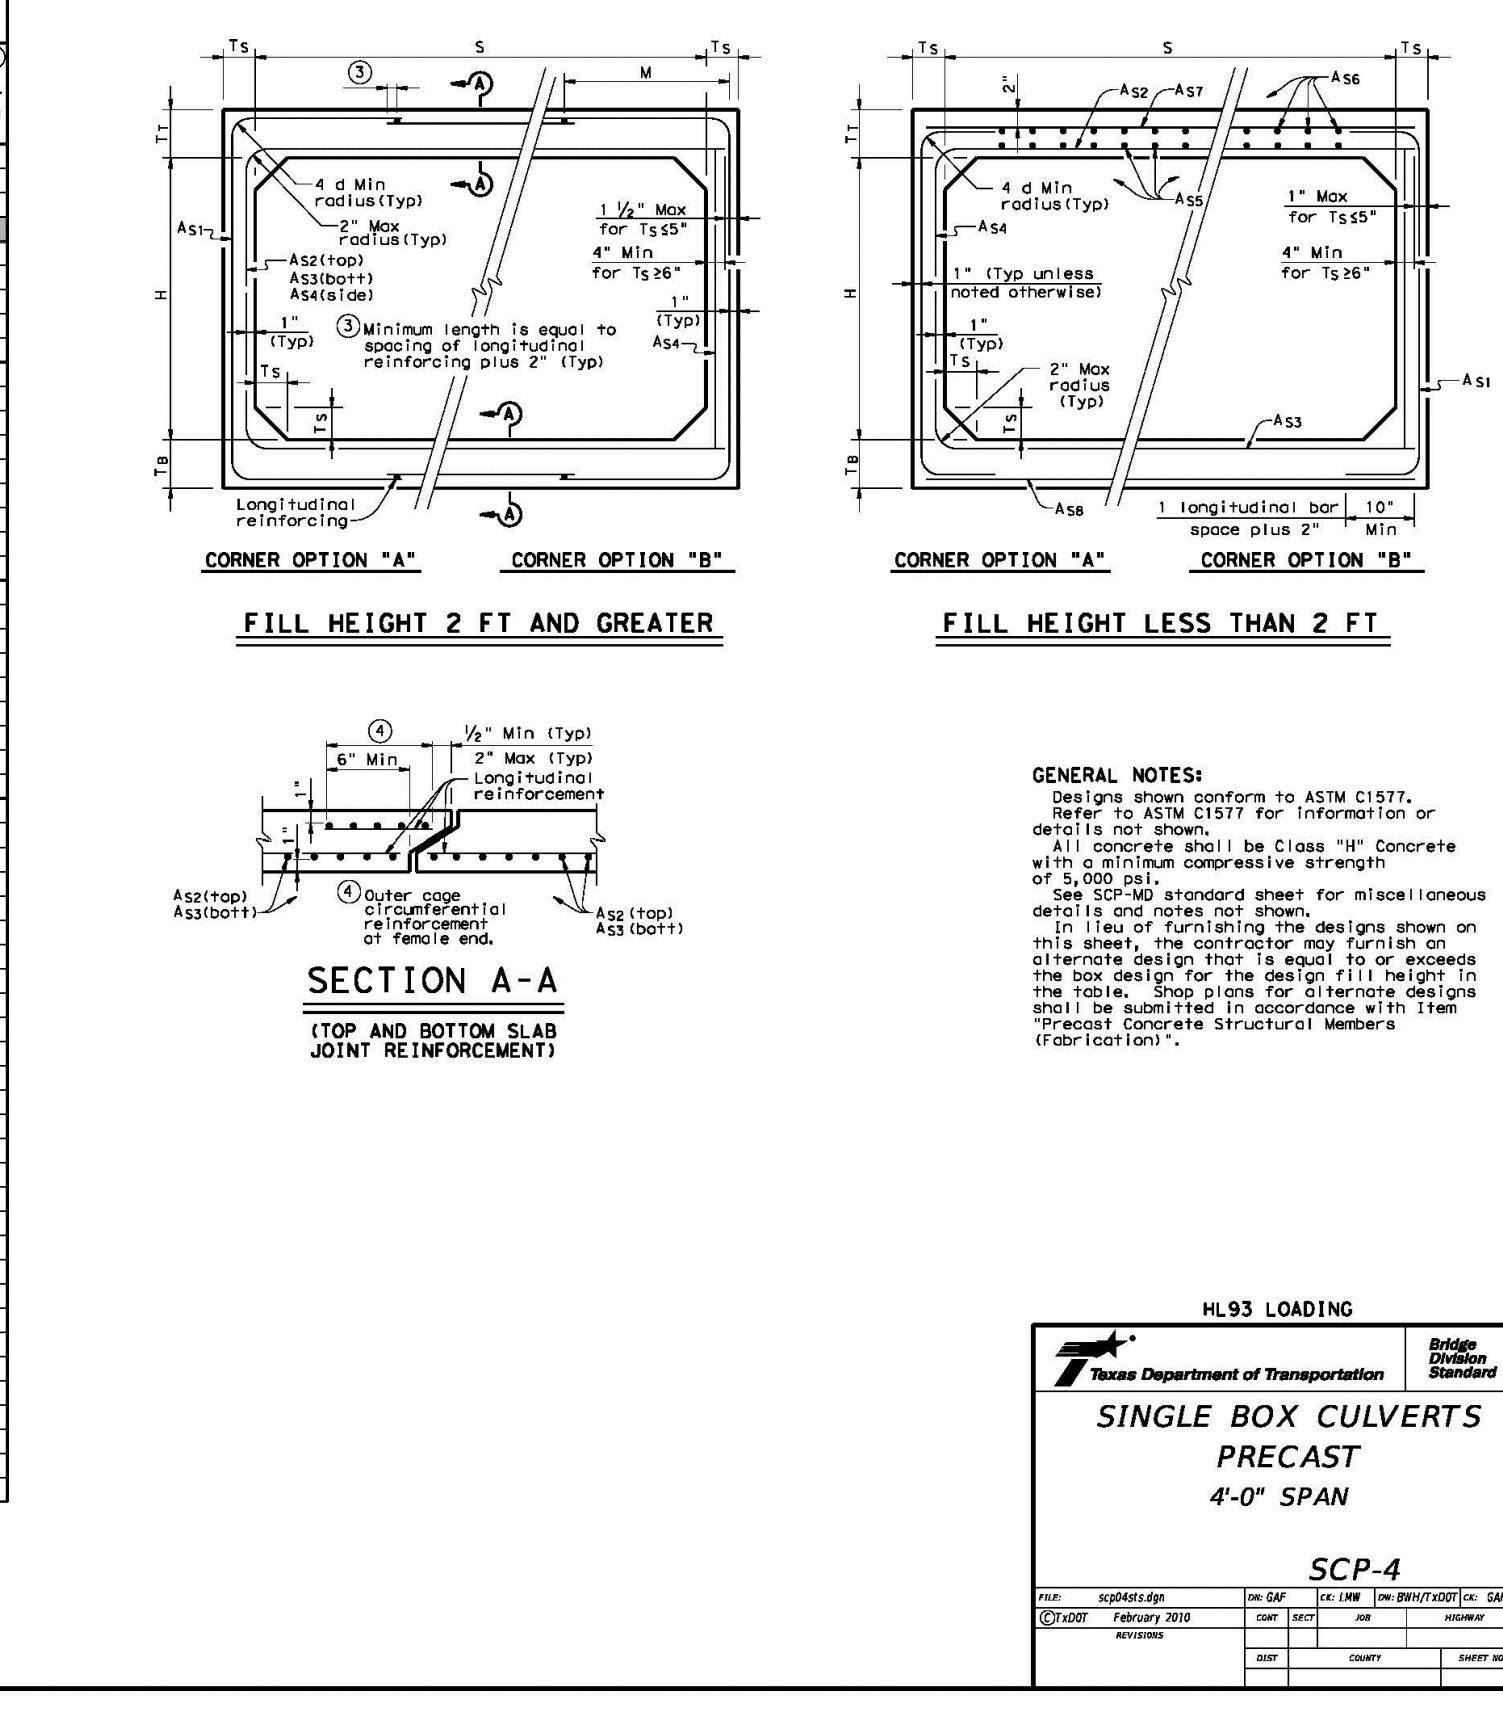 TS S TS
3 A M
TT
A
4 d Min
radius(Typ)
2" Max
radius(Typ)
AS1
AS2(top)
AS3(bott)
AS4(side)
1 1/2" Max
for TS≤5"
4" Min
for TS≥6"
H
1"
(Typ)
1"
(Typ)
3 Minimum length is equal to
spacing of longitudinal
reinforcing plus 2" (Typ)
AS4
TS
TS
A
TB
Longitudinal
reinforcing
A
CORNER OPTION "A" CORNER OPTION "B"
FILL HEIGHT 2 FT AND GREATER
TS S TS
2" AS2 AS7 AS6
TT
4 d Min
radius(Typ)
AS5
1" Max
for TS≤5"
AS4
4" Min
for TS≥6"
1" (Typ unless
noted otherwise)
H
1"
(Typ)
TS
2" Max
radius
(Typ)
AS1
TS
AS3
TB
AS8
1 longitudinal bar
space plus 2"
10"
Min
CORNER OPTION "A" CORNER OPTION "B"
FILL HEIGHT LESS THAN 2 FT
4 1/2" Min (Typ)
6" Min 2" Max (Typ)
Longitudinal
reinforcement
1"
1"
AS2(top)
AS3(bott)
4 Outer cage
circumferential
reinforcement
at female end.
AS2(top)
AS3(bott)
SECTION A-A
(TOP AND BOTTOM SLAB
JOINT REINFORCEMENT)
GENERAL NOTES:
Designs shown conform to ASTM C1577.
Refer to ASTM C1577 for information or
details not shown.
All concrete shall be Class "H" Concrete
with a minimum compressive strength
of 5,000 psi.
See SCP-MD standard sheet for miscellaneous
details and notes not shown.
In lieu of furnishing the designs shown on
this sheet, the contractor may furnish an
alternate design that is equal to or exceeds
the box design for the design fill height in
the table. Shop plans for alternate designs
shall be submitted in accordance with Item
"Precast Concrete Structural Members
(Fabrication)".
HL93 LOADING
Texas Department of Transportation
Bridge
Division
Standard
SINGLE BOX CULVERTS
PRECAST
4'-0" SPAN
SCP-4
FILE: scp04sts.dgn DN: GAF CK: LMW DW: BWH/TxDOT CK:
©TxDOT February 2010 CONT SECT JOB HIGHWAY
REVISIONS
DIST COUNTY SHEET